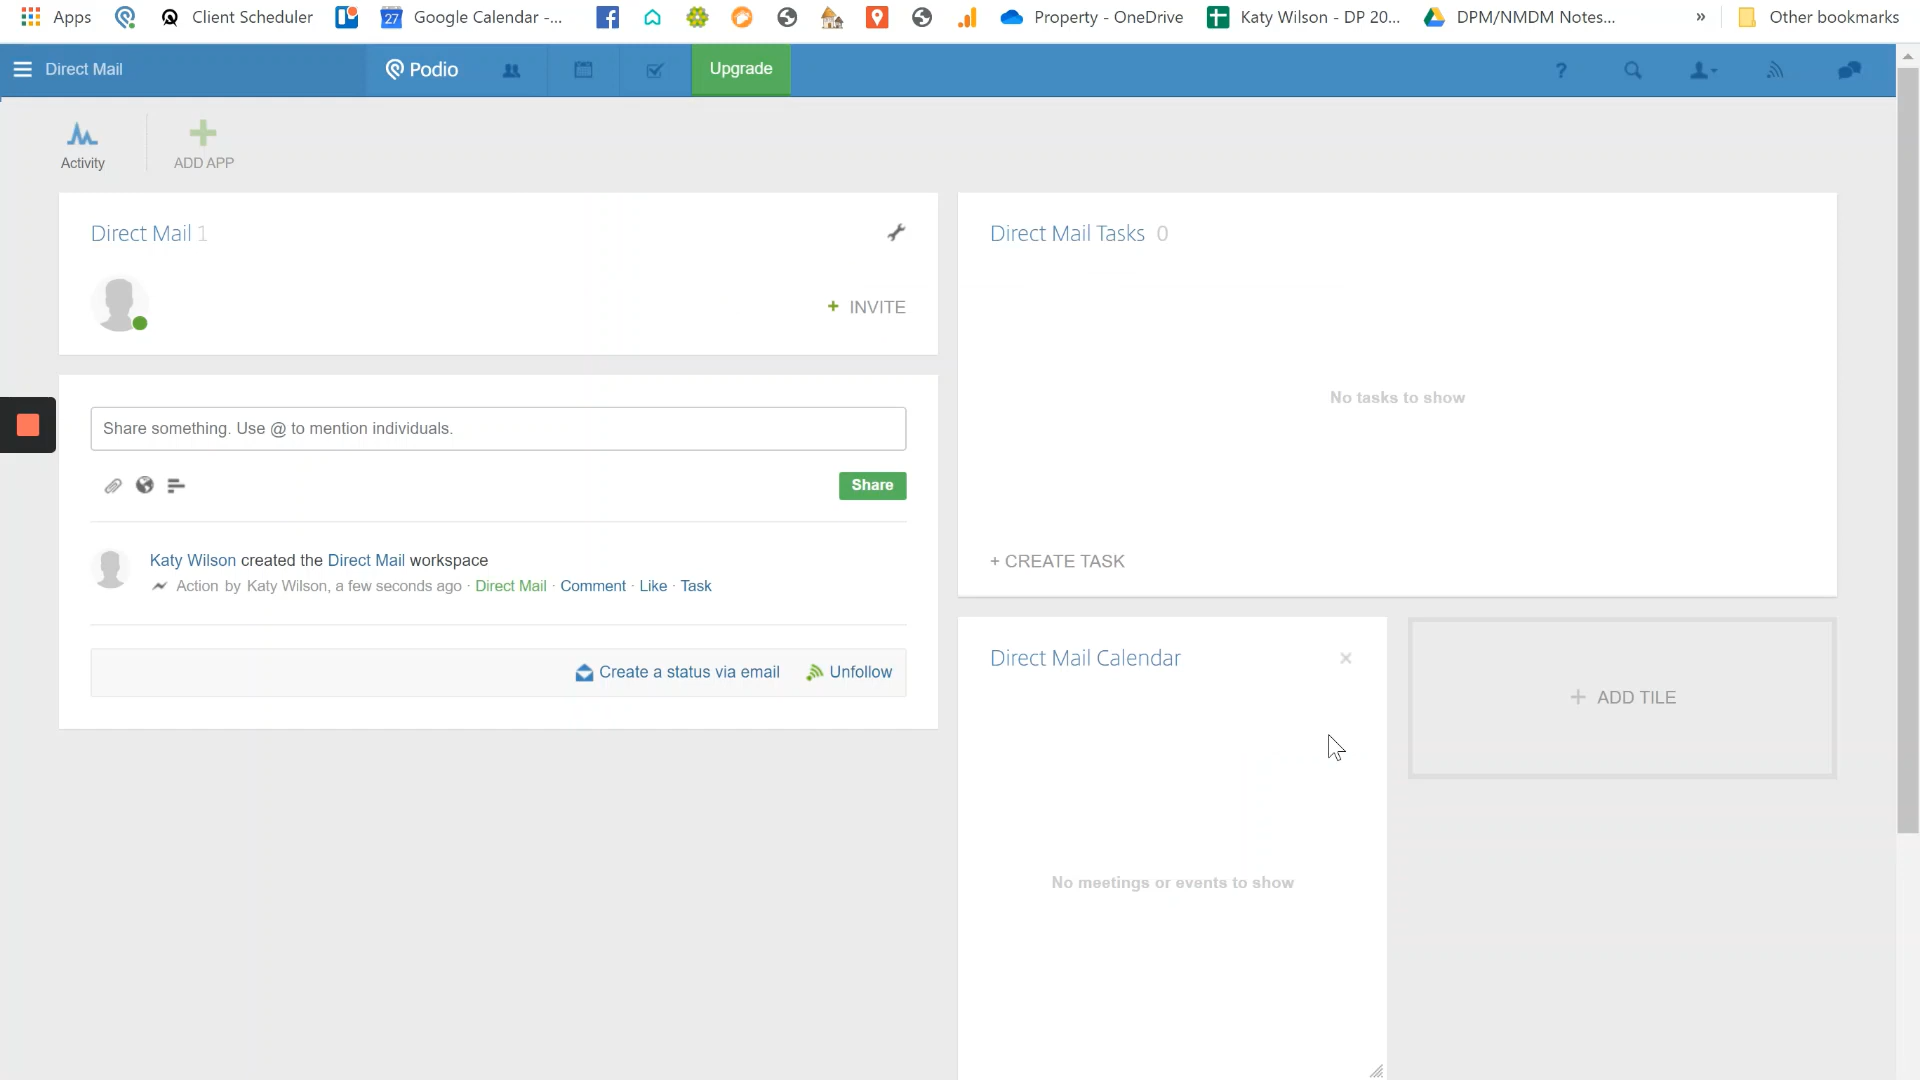 Apps
Client Scheduler
27
Google Calendar -...
Property - OneDrive
Katy Wilson - DP 20...
DPM/NMDM Notes...
»
Other bookmarks
Direct Mail
Podio
Upgrade
?
Activity
ADD APP
Direct Mail 1
+ INVITE
Share something. Use @ to mention individuals.
Share
Katy Wilson created the Direct Mail workspace
Action by Katy Wilson, a few seconds ago · Direct Mail · Comment · Like · Task
Create a status via email
Unfollow
Direct Mail Tasks 0
No tasks to show
+ CREATE TASK
Direct Mail Calendar
×
No meetings or events to show
+ ADD TILE